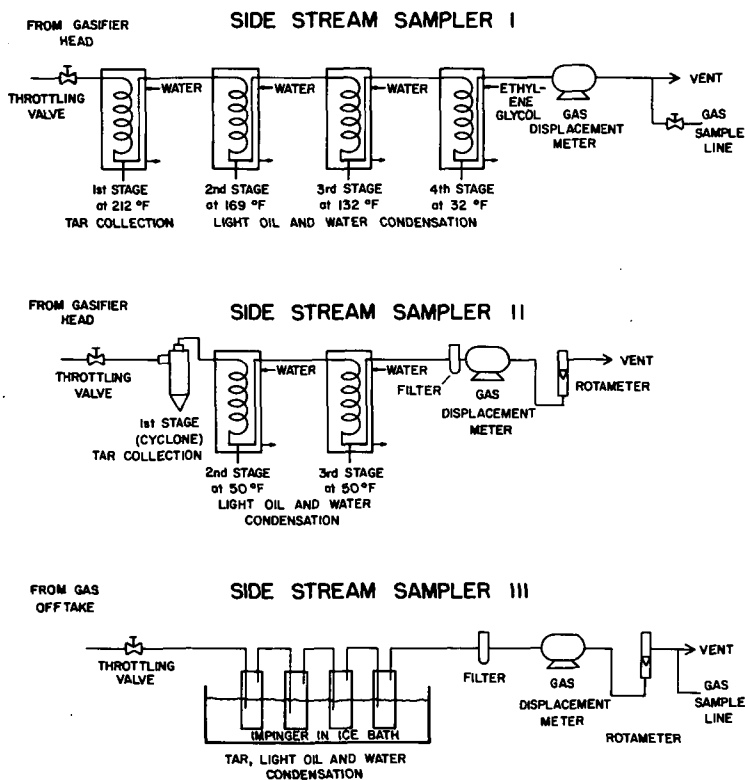 SIDE STREAM SAMPLER I
FROM GASIFIER
HEAD
THROTTLING
VALVE
WATER
WATER
WATER
ETHYL-
ENE
GLYCOL
GAS
DISPLACEMENT
METER
VENT
GAS
SAMPLE
LINE
1st STAGE
at 212 °F
TAR COLLECTION
2nd STAGE
at 169 °F
3rd STAGE
at 132 °F
4th STAGE
at 32 °F
LIGHT OIL AND WATER CONDENSATION
SIDE STREAM SAMPLER II
FROM GASIFIER
HEAD
THROTTLING
VALVE
1st STAGE
(CYCLONE)
TAR COLLECTION
WATER
WATER
FILTER
GAS
DISPLACEMENT
METER
VENT
ROTAMETER
2nd STAGE
at 50 °F
3rd STAGE
at 50 °F
LIGHT OIL AND WATER
CONDENSATION
SIDE STREAM SAMPLER III
FROM GAS
OFFTAKE
THROTTLING
VALVE
IMPINGER IN ICE BATH
TAR, LIGHT OIL AND WATER
CONDENSATION
FILTER
GAS
DISPLACEMENT
METER
ROTAMETER
VENT
GAS
SAMPLE
LINE